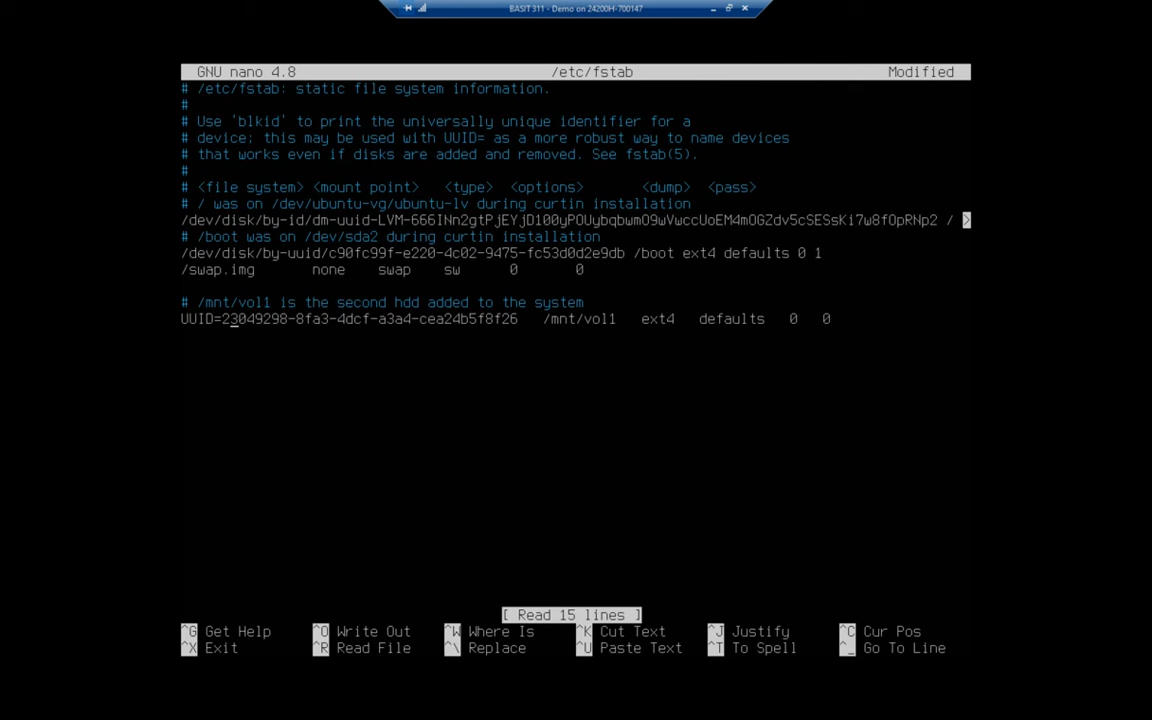 BASIT 311 - Demo on 24200H-700147
GNU nano 4.8 /etc/fstab Modified
# /etc/fstab: static file system information.
#
# Use 'blkid' to print the universally unique identifier for a
# device; this may be used with UUID= as a more robust way to name devices
# that works even if disks are added and removed. See fstab(5).
#
# <file system> <mount point> <type> <options> <dump> <pass>
# / was on /dev/ubuntu-vg/ubuntu-lv during curtin installation
/dev/disk/by-id/dm-uuid-LVM-666INn2gtPjEYjD100yPOUybqbwmO9wVwccUoEM4mOGZdv5cSESsKi7w8fOpRNp2 / >
# /boot was on /dev/sda2 during curtin installation
/dev/disk/by-uuid/c90fc99f-e220-4c02-9475-fc53d0d2e9db /boot ext4 defaults 0 1
/swap.img none swap sw 0 0
# /mnt/vol1 is the second hdd added to the system
UUID=23049298-8fa3-4dcf-a3a4-cea24b5f8f26 /mnt/vol1 ext4 defaults 0 0
[ Read 15 lines ]
^G Get Help ^O Write Out ^W Where Is ^K Cut Text ^J Justify ^C Cur Pos
^X Exit ^R Read File ^\ Replace ^U Paste Text ^T To Spell ^_ Go To Line